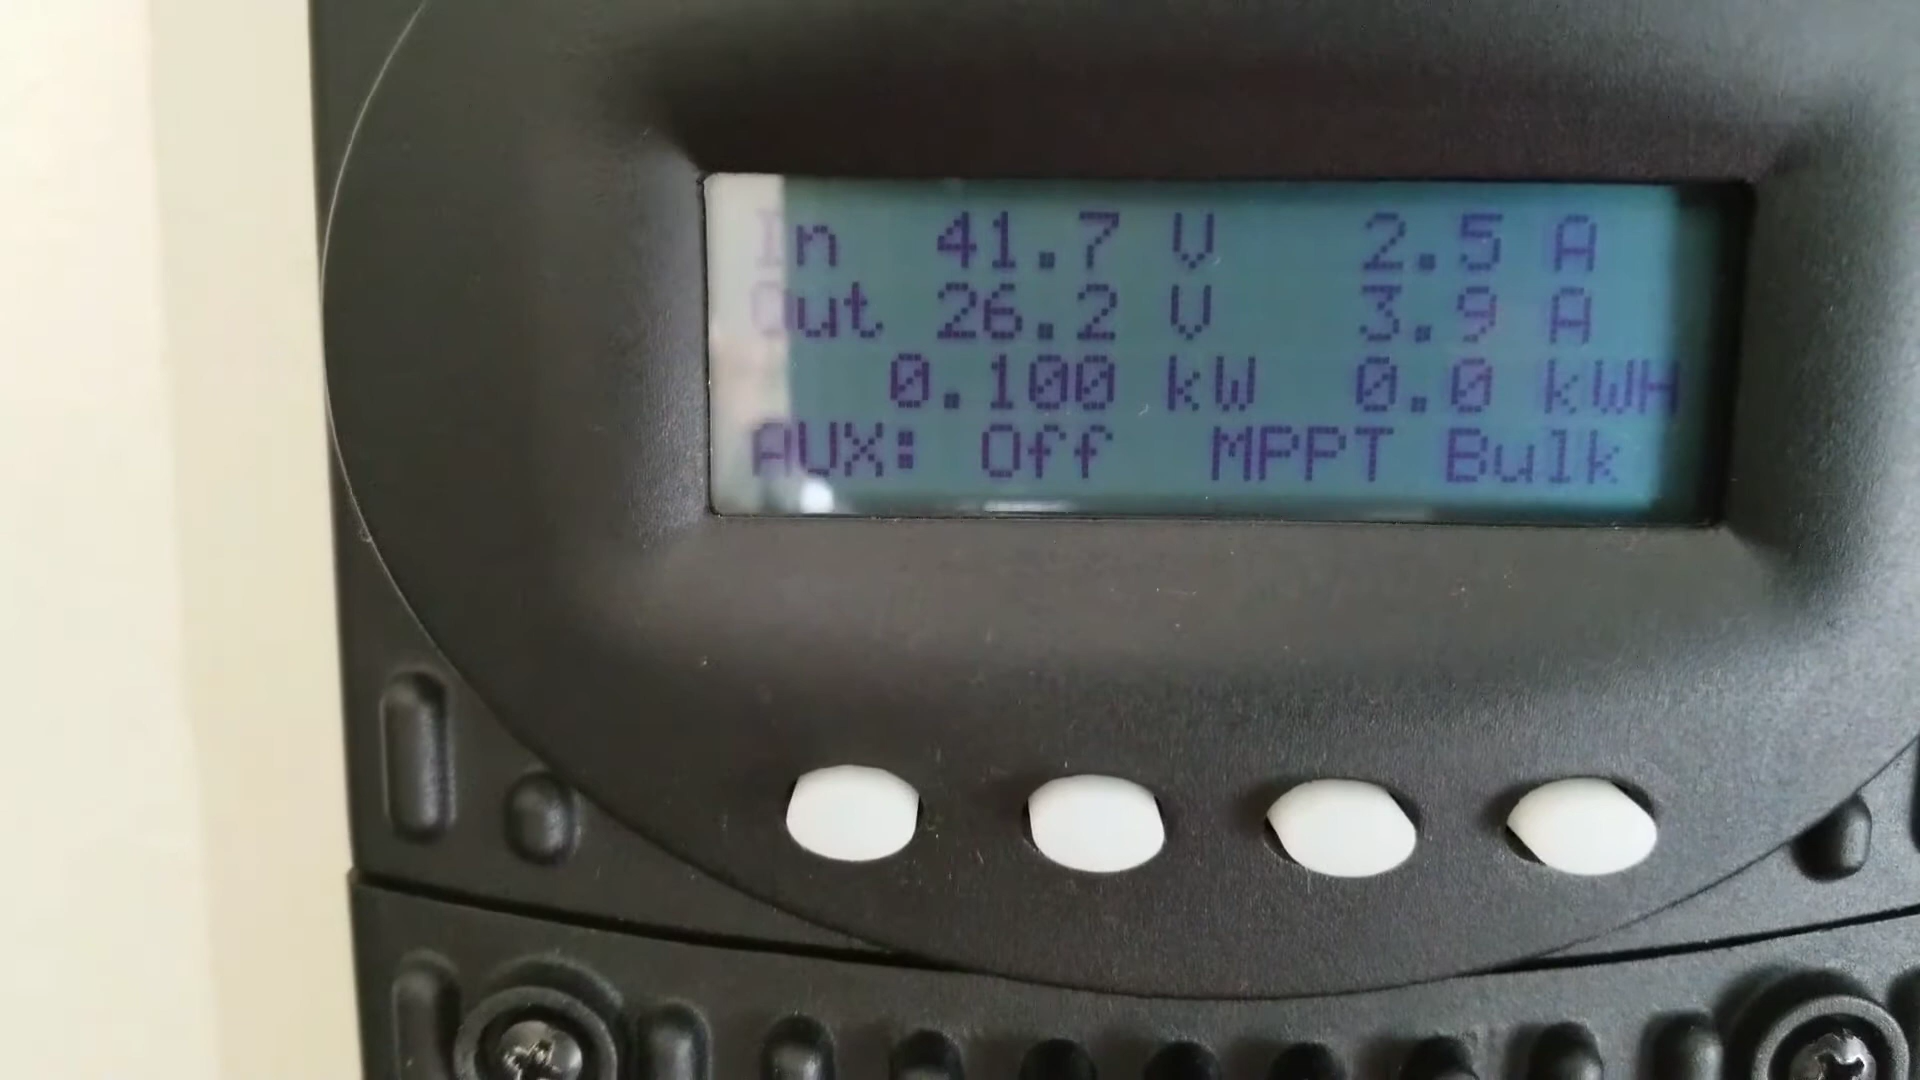 In 41.7 V 2.5 A
Out 26.2 V 3.9 A
0.100 kW 0.0 kWH
AUX: Off MPPT Bulk